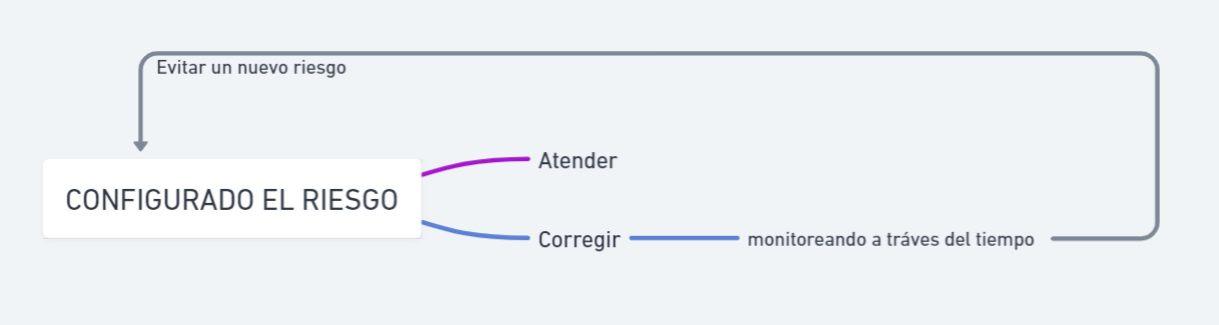 Evitar un nuevo riesgo
Atender
CONFIGURADO EL RIESGO
Corregir
monitoreando a tráves del tiempo